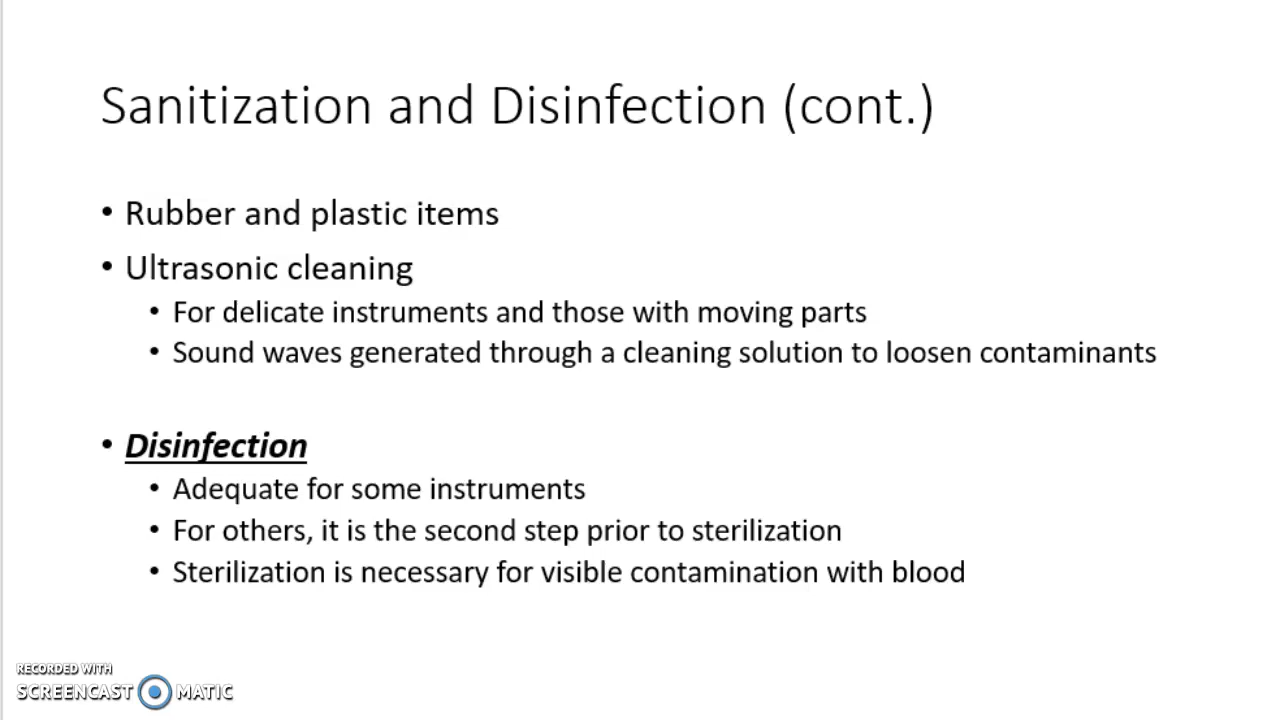 Sanitization and Disinfection (cont.)
• Rubber and plastic items
• Ultrasonic cleaning
• For delicate instruments and those with moving parts
• Sound waves generated through a cleaning solution to loosen contaminants
• Disinfection
• Adequate for some instruments
• For others, it is the second step prior to sterilization
• Sterilization is necessary for visible contamination with blood
RECORDED WITH
SCREENCAST MATIC